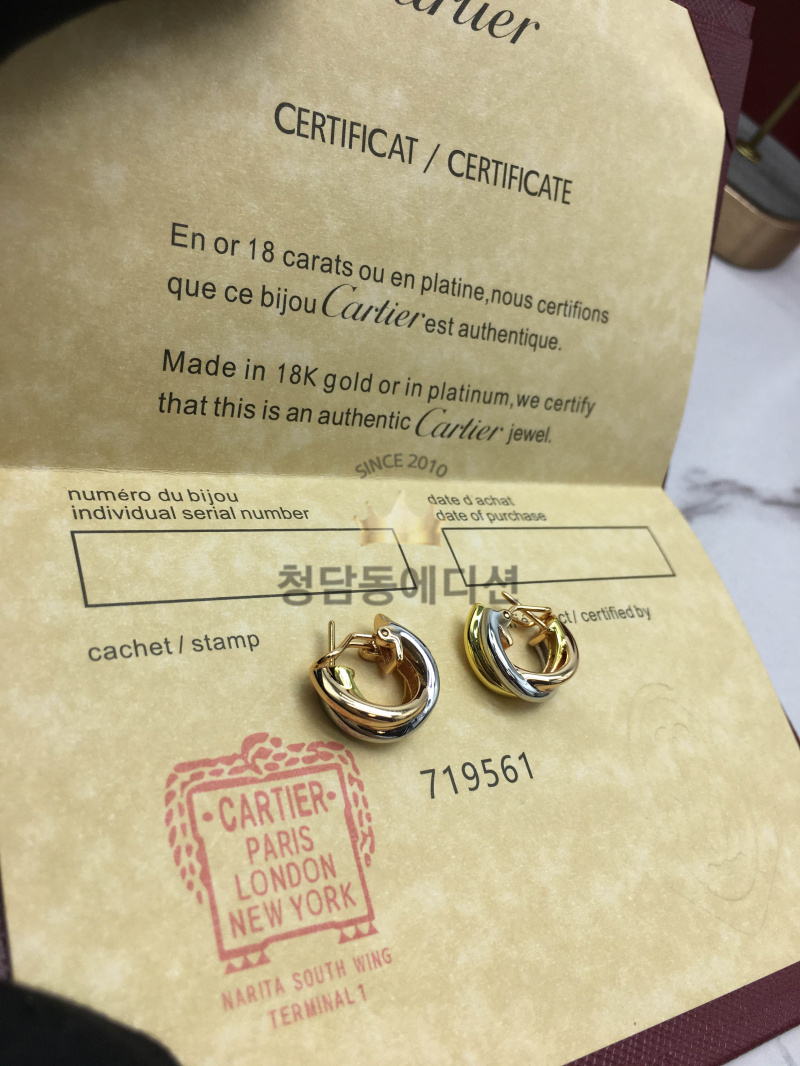 Cartier
CERTIFICAT / CERTIFICATE
En or 18 carats ou en platine,nous certifions
que ce bijou Cartier est authentique.
Made in 18K gold or in platinum,we certify
that this is an authentic Cartier jewel.
SINCE 2010
numéro du bijou
individual serial number
date d'achat
date of purchase
청담동에디션
cachet / stamp
certified by
719561
CARTIER
PARIS
LONDON
NEW YORK
NARITA SOUTH WING
TERMINAL1